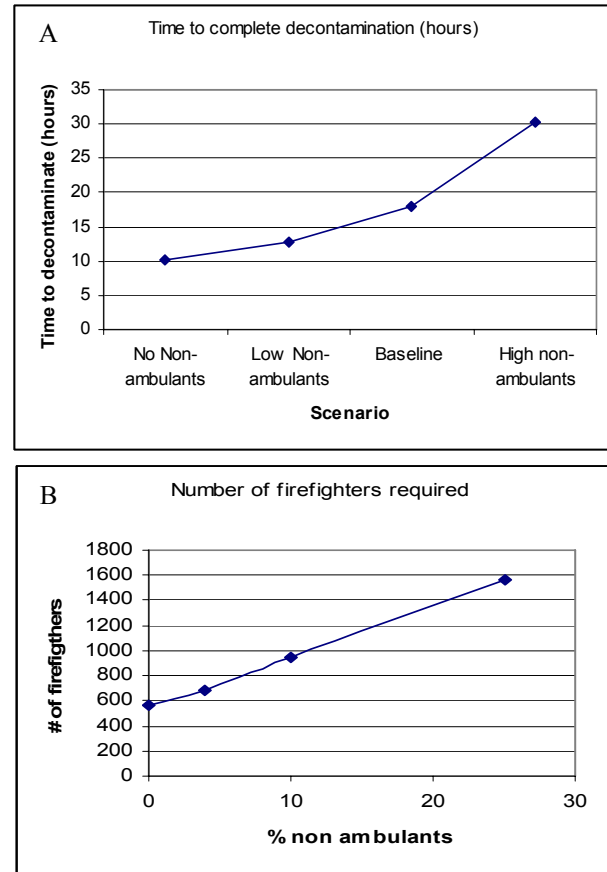 A
Time to complete decontamination (hours)
Time to decontaminate (hours)
35
30
25
20
15
10
5
0
No Non-
ambulants
Low Non-
ambulants
Baseline
High non-
ambulants
Scenario
B
Number of firefighters required
# of firefigthers
1800
1600
1400
1200
1000
800
600
400
200
0
0
10
20
30
% non ambulants